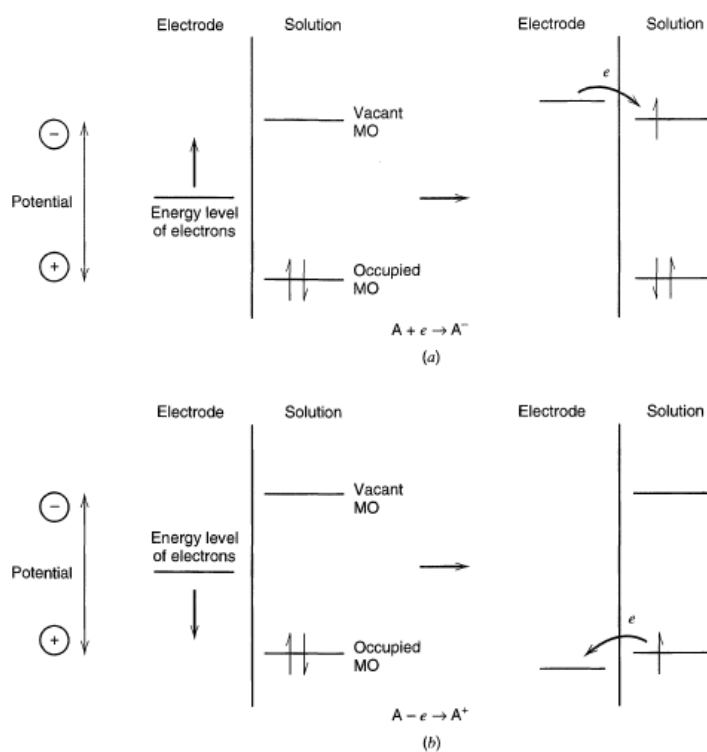 Electrode Solution Electrode Solution
e
Vacant
MO
−
Potential
Energy level
of electrons
+
Occupied
MO
A + e → A⁻
(a)
Electrode Solution Electrode Solution
−
Vacant
MO
Energy level
of electrons
Potential
+
Occupied
MO
e
A − e → A⁺
(b)